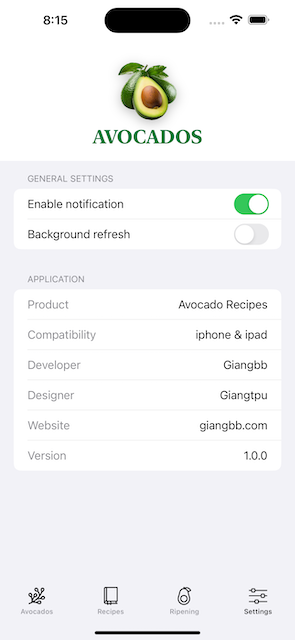 8:15
AVOCADOS
GENERAL SETTINGS
Enable notification
Background refresh
APPLICATION
Product Avocado Recipes
Compatibility iphone & ipad
Developer Giangbb
Designer Giangtpu
Website giangbb.com
Version 1.0.0
Avocados Recipes Ripening Settings